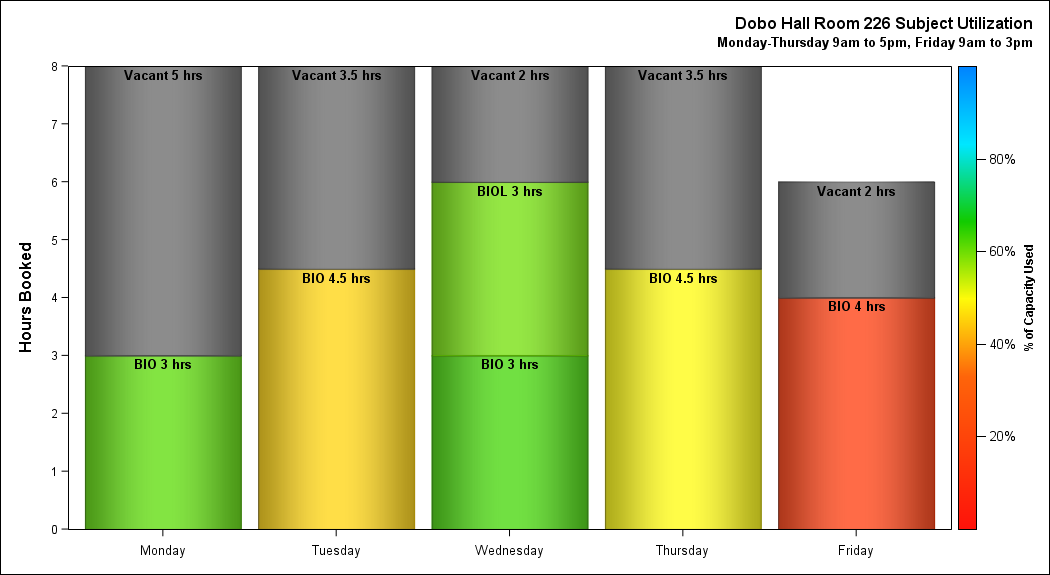 Dobo Hall Room 226 Subject Utilization
Monday-Thursday 9am to 5pm, Friday 9am to 3pm
Hours Booked
8
7
6
5
4
3
2
1
0
Vacant 5 hrs
BIO 3 hrs
Vacant 3.5 hrs
BIO 4.5 hrs
Vacant 2 hrs
BIOL 3 hrs
BIO 3 hrs
Vacant 3.5 hrs
BIO 4.5 hrs
Vacant 2 hrs
BIO 4 hrs
Monday
Tuesday
Wednesday
Thursday
Friday
80%
60%
40%
20%
% of Capacity Used